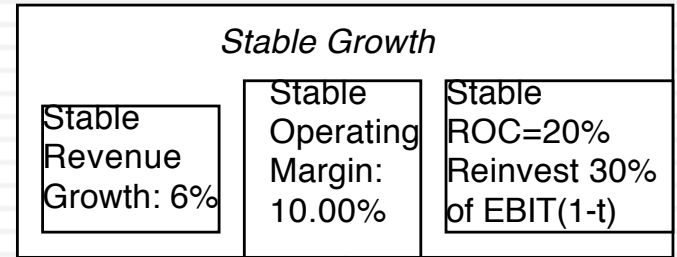 Stable Growth
Stable
Revenue
Growth: 6%
Stable
Operating
Margin:
10.00%
Stable
ROC=20%
Reinvest 30%
of EBIT(1-t)